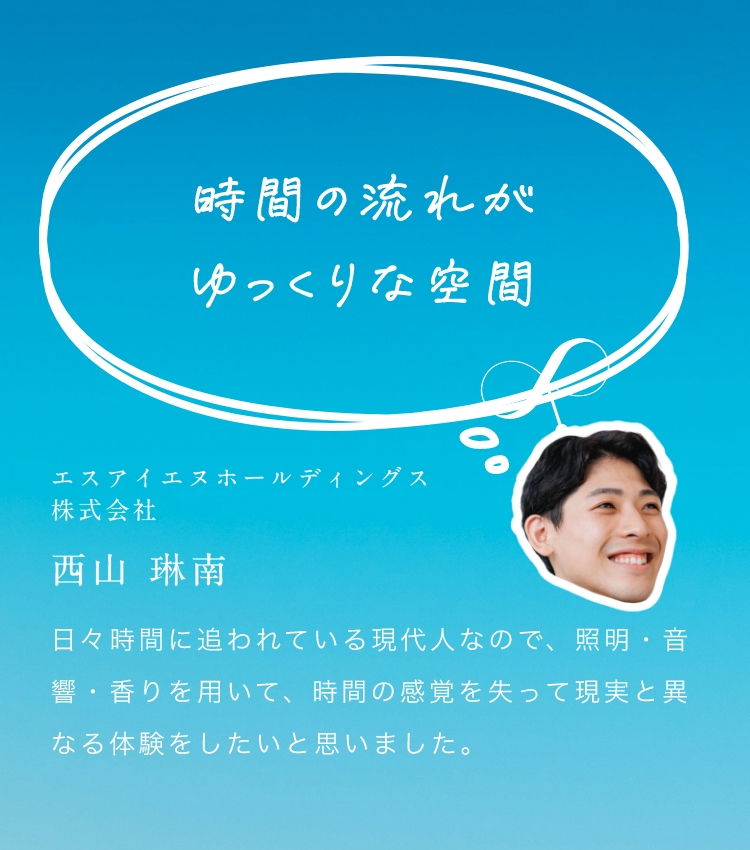 時間の流れが
ゆっくりな空間
エスアイエヌホールディングス
株式会社
西山 琳南
日々時間に追われている現代人なので、照明・音
響・香りを用いて、時間の感覚を失って現実と異
なる体験をしたいと思いました。